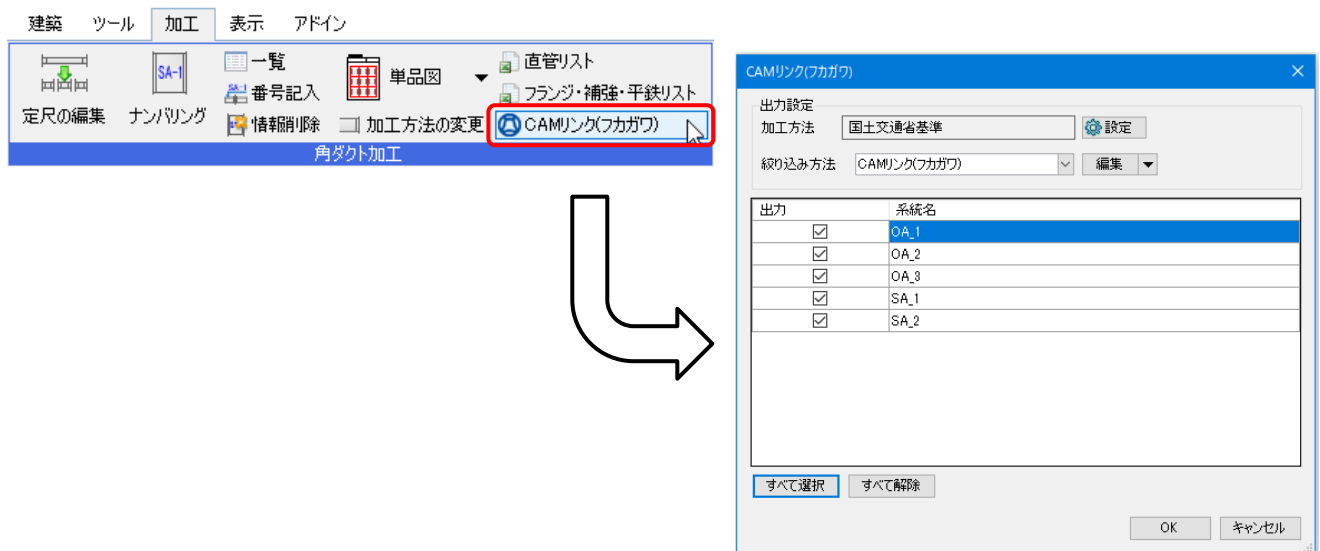 建築 ツール 加工 表示 アドイン
定尺の編集
SA-1
ナンバリング
一覧
番号記入
情報削除
単品図
加工方法の変更
直管リスト
フランジ・補強・平鉄リスト
CAMリンク(フカガワ)
角ダクト加工
CAMリンク(フカガワ)
出力設定
加工方法 国土交通省基準 設定
絞り込み方法 CAMリンク(フカガワ) 編集
出力 系統名
OA_1
OA_2
OA_3
SA_1
SA_2
すべて選択 すべて解除
OK キャンセル